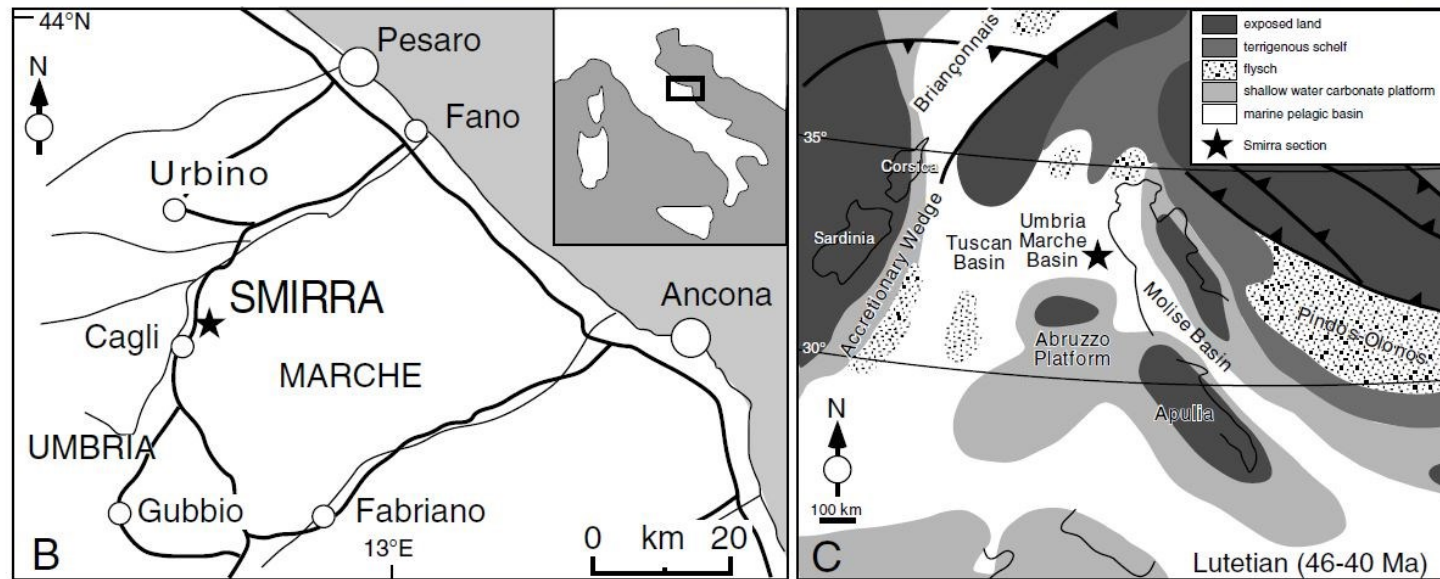 44°N
N
Pesaro
Fano
Urbino
SMIRRA
Cagli
Ancona
MARCHE
UMBRIA
Gubbio
Fabriano
13°E
0 km 20
B
exposed land
terrigenous schelf
flysch
shallow water carbonate platform
marine pelagic basin
Smirra section
Briançonnais
35°
Corsica
Sardinia
Accretionary Wedge
Tuscan
Basin
Umbria
Marche
Basin
Molise Basin
Pindos-Olonos
30°
Abruzzo
Platform
Apulia
N
100 km
C
Lutetian (46-40 Ma)